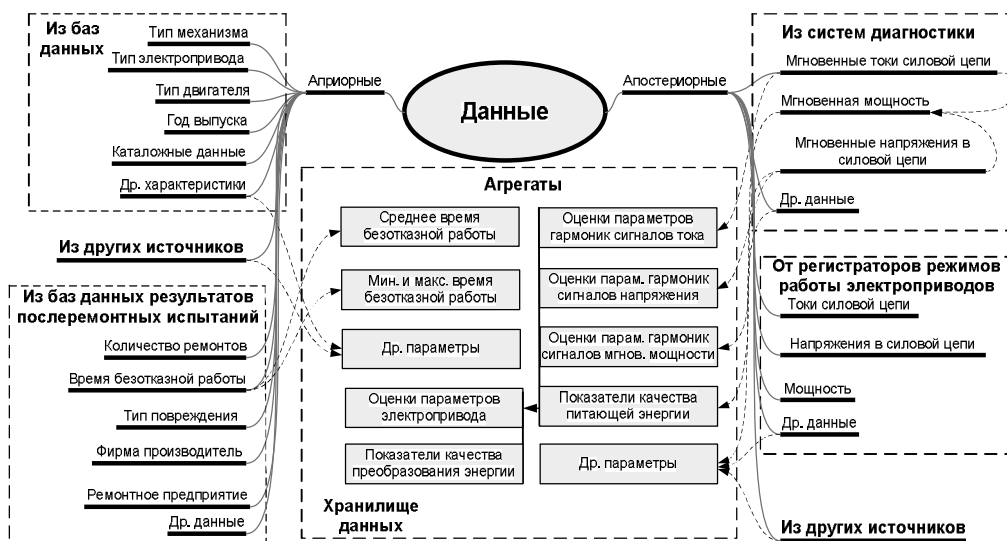 Данные
Априорные
Апостериорные
Из баз
данных
Тип механизма
Тип электропривода
Тип двигателя
Год выпуска
Каталожные данные
Др. характеристики
Из других источников
Из баз данных результатов
послеремонтных испытаний
Количество ремонтов
Время безотказной работы
Тип повреждения
Фирма производитель
Ремонтное предприятие
Др. данные
Агрегаты
Среднее время
безотказной работы
Мин. и макс. время
безотказной работы
Др. параметры
Оценки параметров
электропривода
Показатели качества
преобразования энергии
Оценки параметров
гармоник сигналов тока
Оценки парам. гармоник
сигналов напряжения
Оценки парам. гармоник
сигналов мгнов. мощности
Показатели качества
питающей энергии
Др. параметры
Хранилище
данных
Из систем диагностики
Мгновенные токи силовой цепи
Мгновенная мощность
Мгновенные напряжения в
силовой цепи
Др. данные
От регистраторов режимов
работы электроприводов
Токи силовой цепи
Напряжения в силовой цепи
Мощность
Др. данные
Из других источников